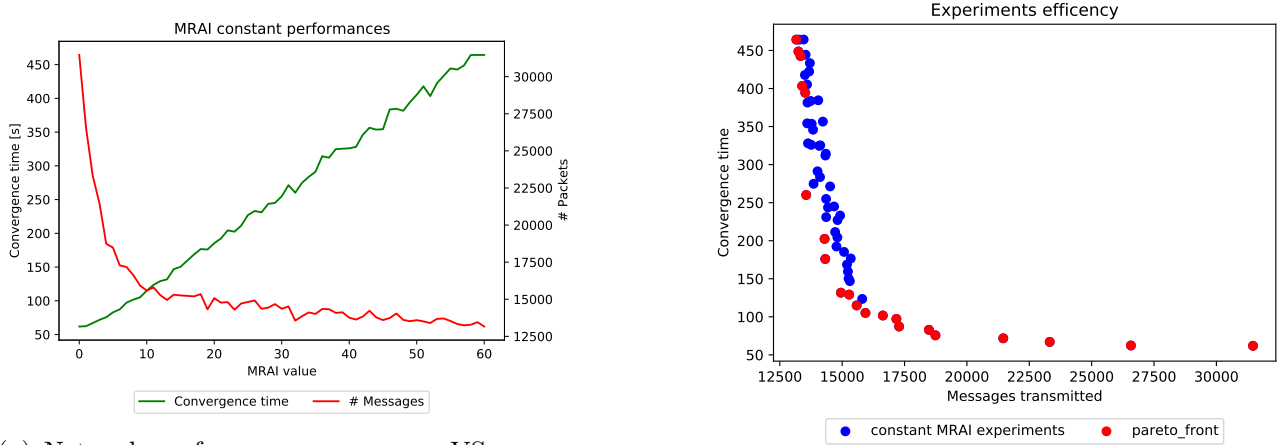 MRAI constant performances
Convergence time [s]
450
400
350
300
250
200
150
100
50
30000
27500
25000
22500
20000
17500
15000
12500
# Packets
0 10 20 30 40 50 60
MRAI value
Convergence time # Messages
Experiments efficency
Convergence time
450
400
350
300
250
200
150
100
50
12500 15000 17500 20000 22500 25000 27500 30000
Messages transmitted
constant MRAI experiments pareto_front
VS